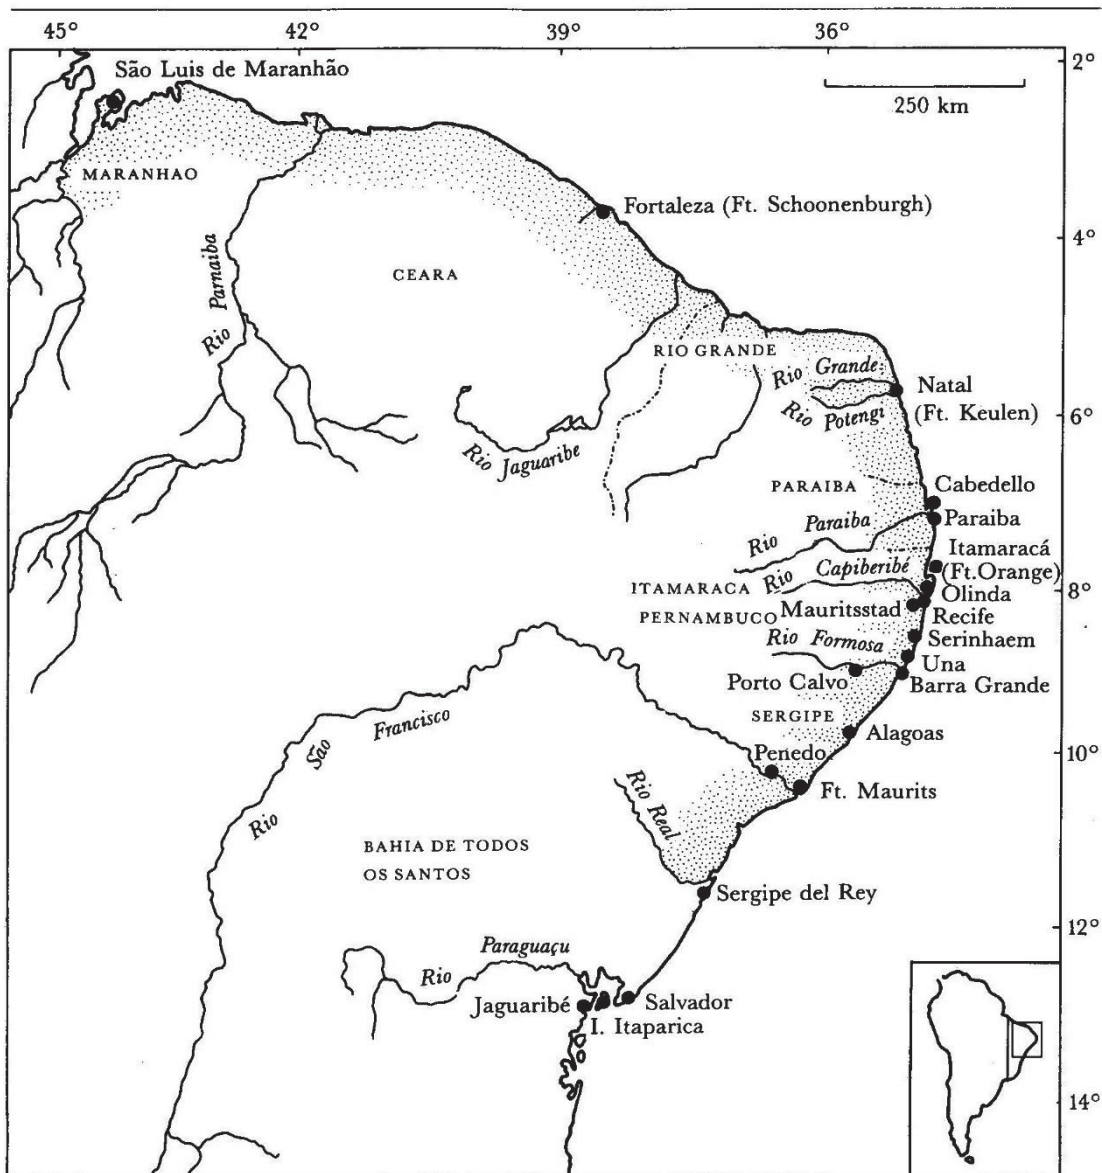 45°
42°
39°
36°
2°
São Luis de Maranhão
250 km
MARANHAO
Fortaleza (Ft. Schoonenburgh)
4°
Rio Parnaiba
CEARA
RIO GRANDE
Rio Grande
Natal
(Ft. Keulen)
Rio Potengi
6°
Rio Jaguaribe
PARAIBA
Cabedello
Rio Paraiba
Paraiba
Itamaracá
(Ft.Orange)
ITAMARACA
Rio Capiberibé
8°
Olinda
PERNAMBUCO
Mauritsstad
Recife
Rio Formosa
Serinhaem
Una
Porto Calvo
Barra Grande
SERGIPE
Alagoas
Rio São Francisco
Penedo
10°
Ft. Maurits
Rio Real
BAHIA DE TODOS
OS SANTOS
Sergipe del Rey
12°
Rio Paraguaçu
Jaguaribé
Salvador
I. Itaparica
14°